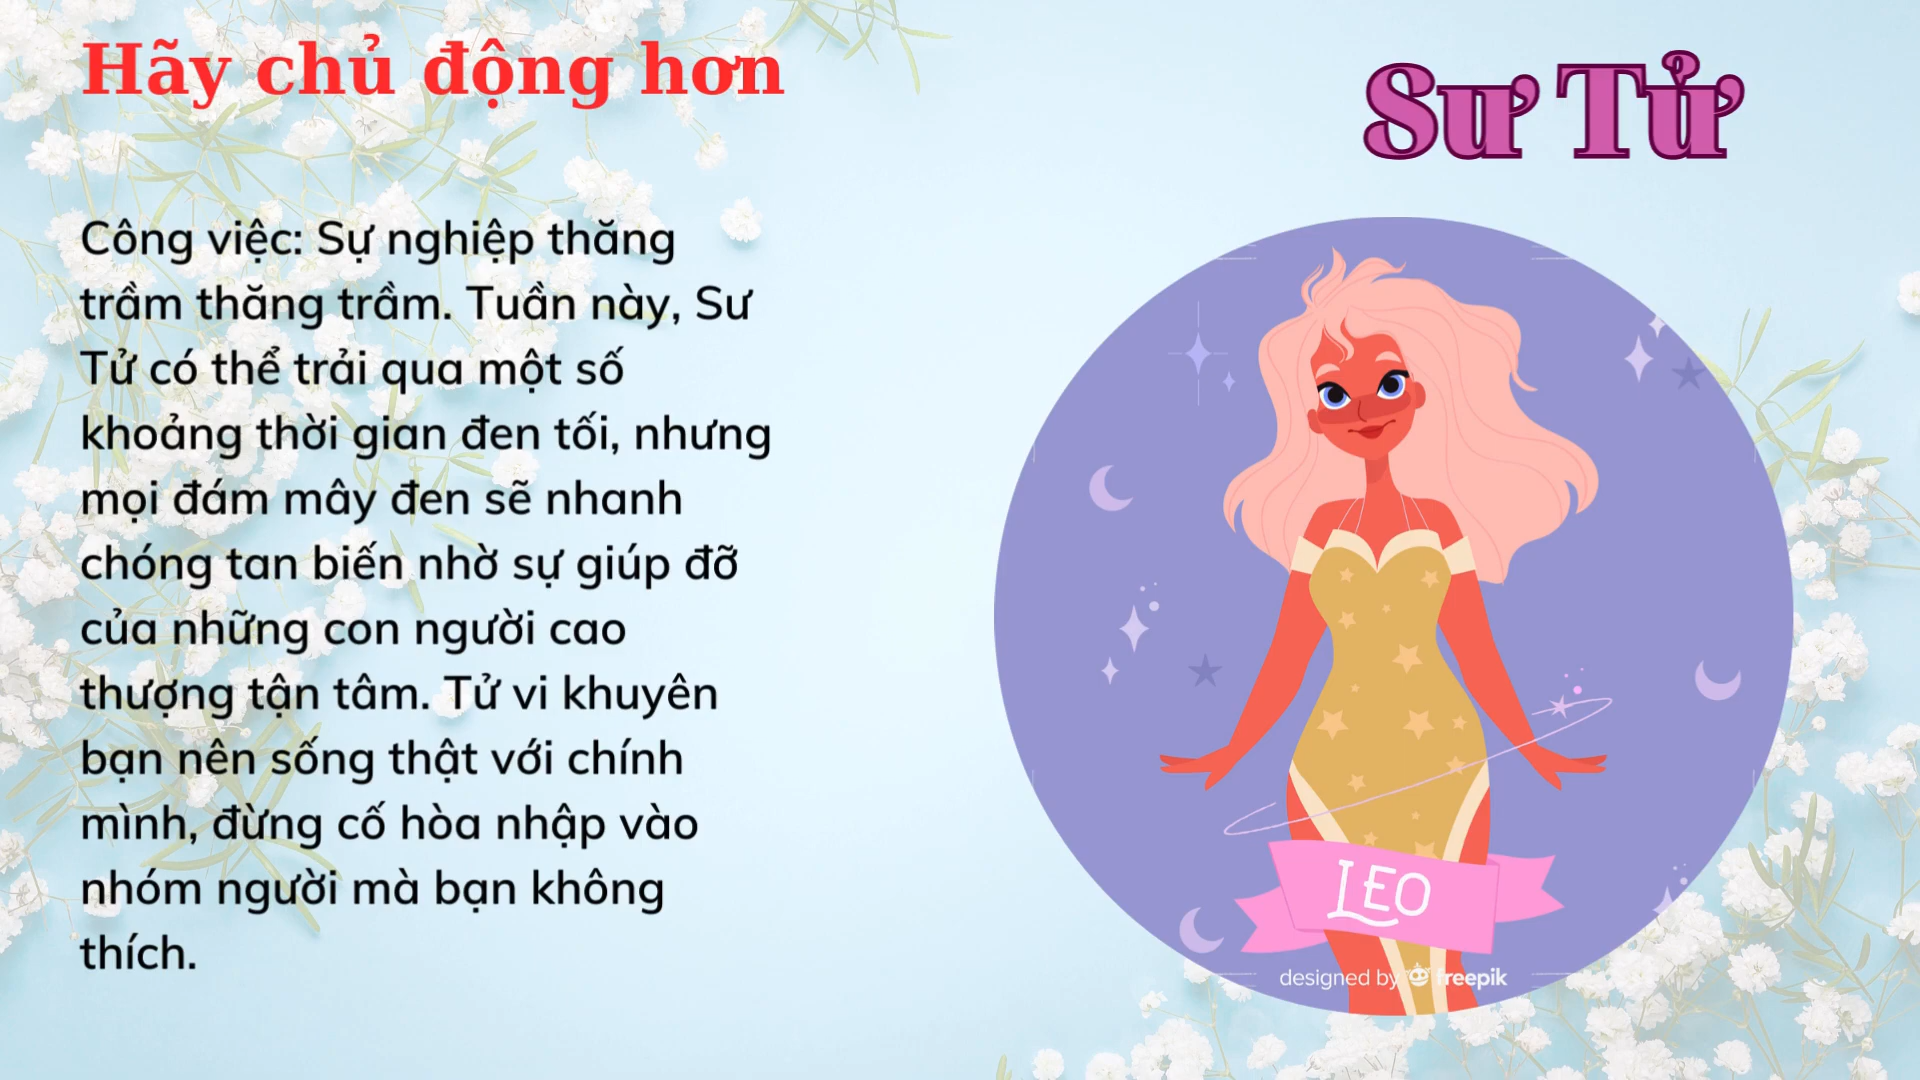 Hãy chủ động hơn
Sư Tử
Công việc: Sự nghiệp thăng
trầm thăng trầm. Tuần này, Sư
Tử có thể trải qua một số
khoảng thời gian đen tối, nhưng
mọi đám mây đen sẽ nhanh
chóng tan biến nhờ sự giúp đỡ
của những con người cao
thượng tận tâm. Tử vi khuyên
bạn nên sống thật với chính
mình, đừng cố hòa nhập vào
nhóm người mà bạn không
thích.
LEO
designed by freepik